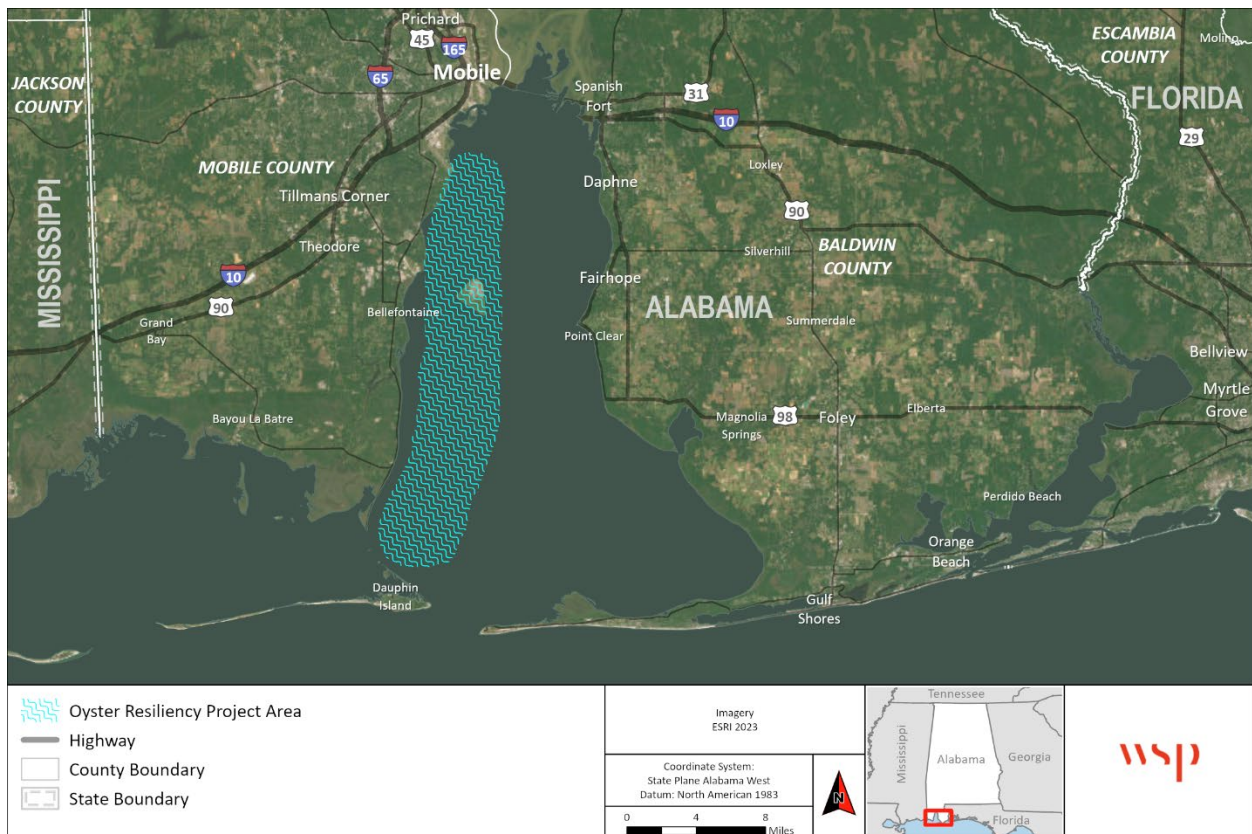 Prichard
45
165
65
Mobile
JACKSON
COUNTY
ESCAMBIA
COUNTY
Molino
FLORIDA
29
Spanish
Fort
31
10
MOBILE COUNTY
Tillmans Corner
Theodore
Daphne
Loxley
90
Silverhill
BALDWIN
COUNTY
MISSISSIPPI
10
90
Grand
Bay
Bellefontaine
Fairhope
ALABAMA
Summerdale
Point Clear
Bellview
Myrtle
Grove
Bayou La Batre
Magnolia
Springs
98
Foley
Elberta
Perdido Beach
Orange
Beach
Dauphin
Island
Gulf
Shores
Oyster Resiliency Project Area
Highway
County Boundary
State Boundary
Imagery
ESRI 2023
Coordinate System:
State Plane Alabama West
Datum: North American 1983
0 4 8
Miles
N
Tennessee
Mississippi
Alabama
Georgia
Florida
wsp